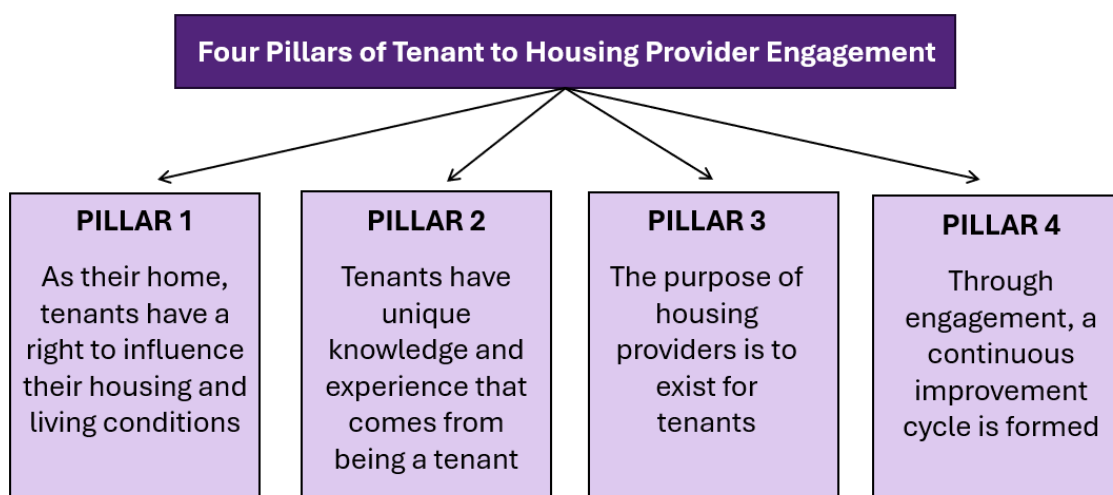 Four Pillars of Tenant to Housing Provider Engagement
PILLAR 1
As their home,
tenants have a
right to influence
their housing and
living conditions
PILLAR 2
Tenants have
unique
knowledge and
experience that
comes from
being a tenant
PILLAR 3
The purpose of
housing
providers is to
exist for
tenants
PILLAR 4
Through
engagement, a
continuous
improvement
cycle is formed